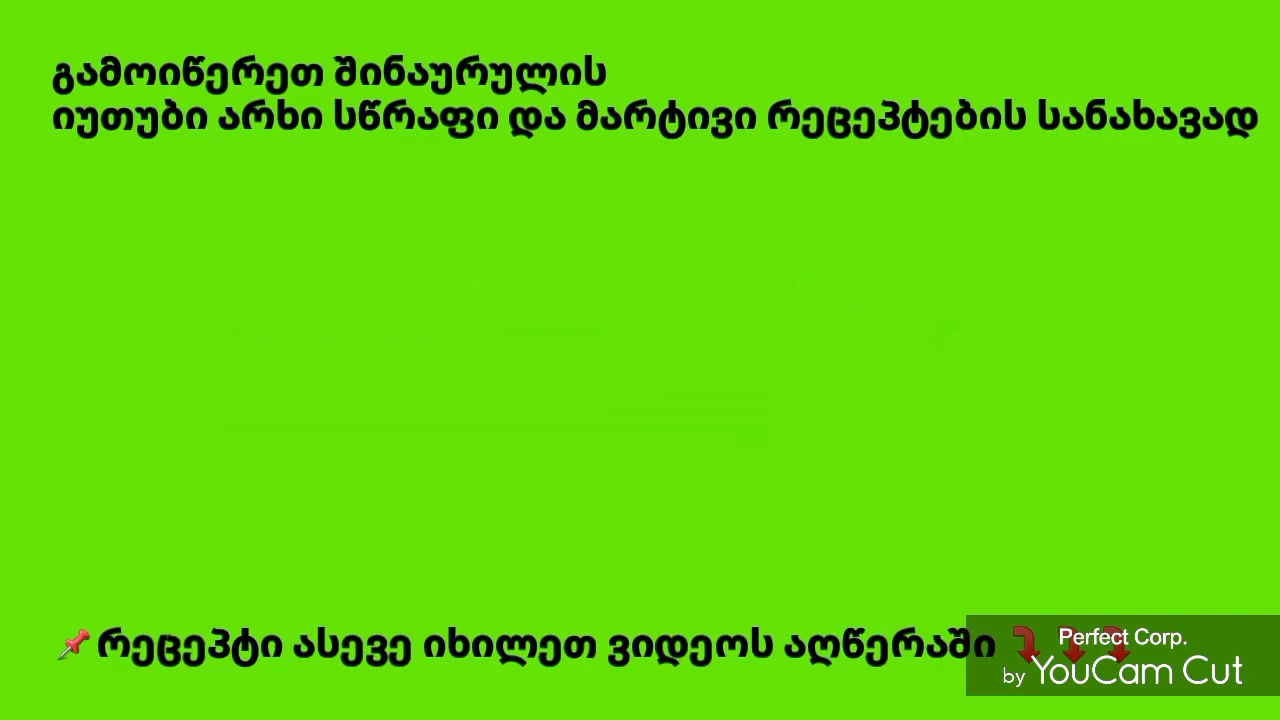 გამოიწერეთ შინაურულის
იუთუბი არხი სწრაფი და მარტივი რეცეპტების სანახავად
📌რეცეპტი ასევე იხილეთ ვიდეოს აღწერაში
Perfect Corp.
by YouCam Cut